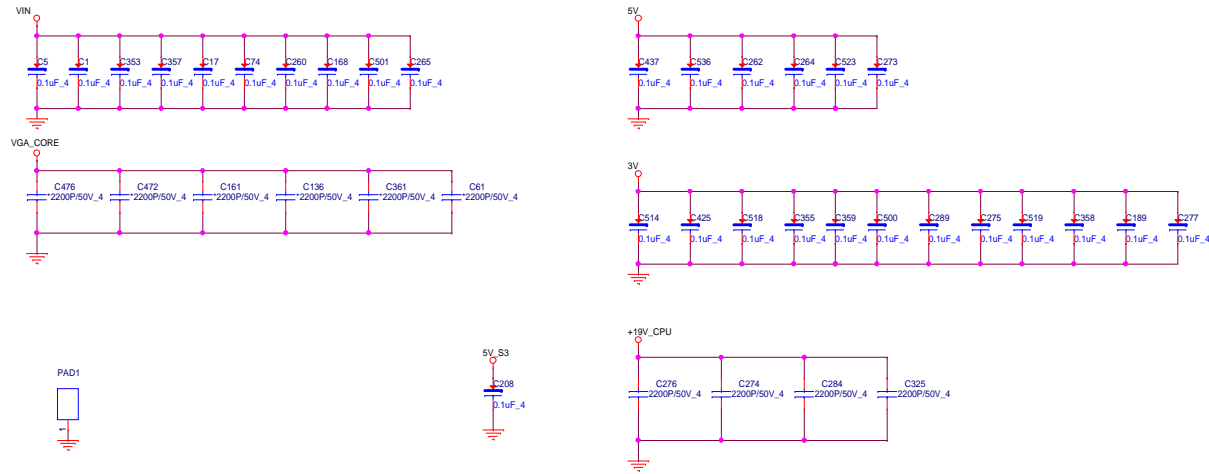 VIN
C5 C1 C353 C357 C17 C74 C260 C168 C501 C265
0.1uF_4 0.1uF_4 0.1uF_4 0.1uF_4 0.1uF_4 0.1uF_4 0.1uF_4 0.1uF_4 0.1uF_4 0.1uF_4
5V
C437 C536 C262 C264 C523 C273
0.1uF_4 0.1uF_4 0.1uF_4 0.1uF_4 0.1uF_4 0.1uF_4
VGA_CORE
C476 C472 C161 C136 C361 C61
*2200P/50V_4 *2200P/50V_4 *2200P/50V_4 *2200P/50V_4 *2200P/50V_4 *2200P/50V_4
3V
C514 C425 C518 C355 C359 C500 C289 C275 C519 C358 C189 C277
0.1uF_4 0.1uF_4 0.1uF_4 0.1uF_4 0.1uF_4 0.1uF_4 0.1uF_4 0.1uF_4 0.1uF_4 0.1uF_4 0.1uF_4 0.1uF_4
PAD1
1
5V_S3
C208
0.1uF_4
+19V_CPU
C276 C274 C284 C325
2200P/50V_4 2200P/50V_4 2200P/50V_4 2200P/50V_4